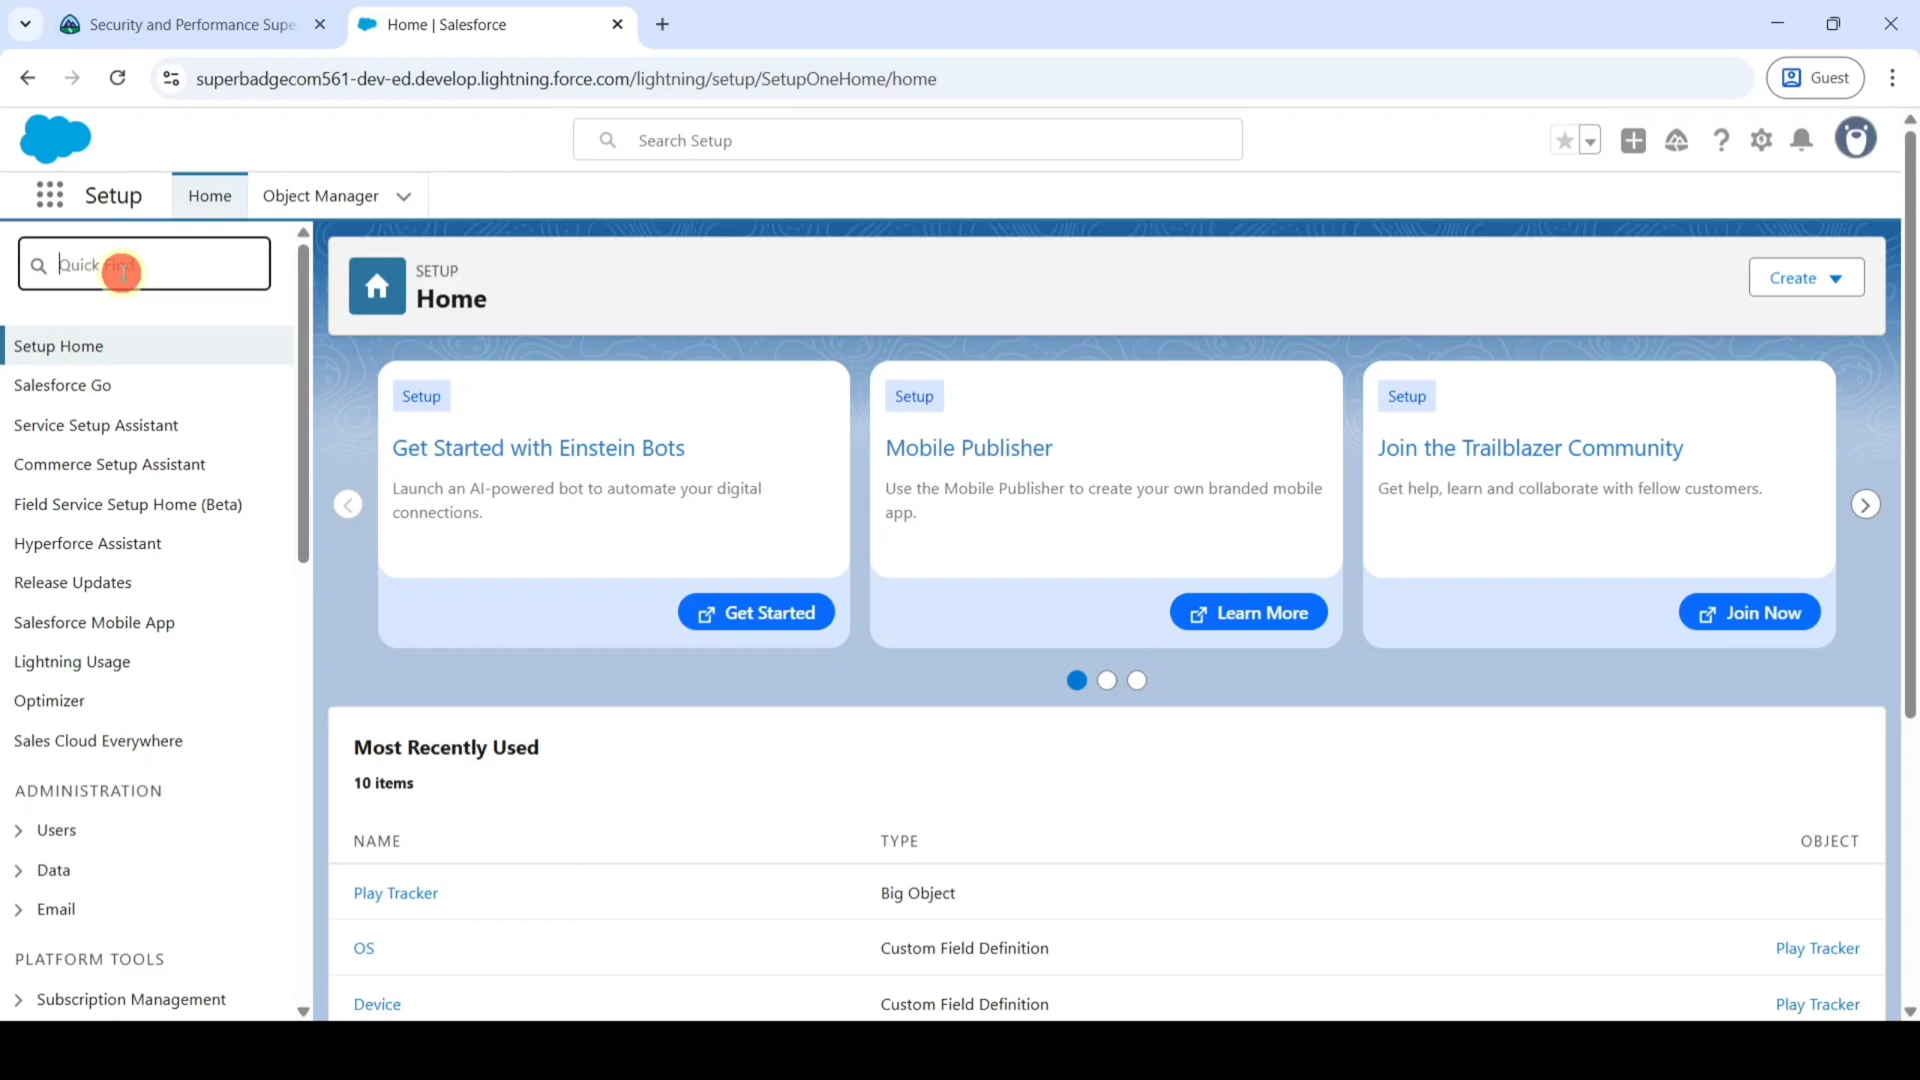 Security and Performance Supe
Home | Salesforce
superbadgecom561-dev-ed.develop.lightning.force.com/lightning/setup/SetupOneHome/home
Guest
Search Setup
Setup
Home
Object Manager
Quick Find
SETUP
Home
Create
Setup Home
Salesforce Go
Service Setup Assistant
Commerce Setup Assistant
Field Service Setup Home (Beta)
Hyperforce Assistant
Release Updates
Salesforce Mobile App
Lightning Usage
Optimizer
Sales Cloud Everywhere
ADMINISTRATION
Users
Data
Email
PLATFORM TOOLS
Subscription Management
Setup
Get Started with Einstein Bots
Launch an AI-powered bot to automate your digital
connections.
Get Started
Setup
Mobile Publisher
Use the Mobile Publisher to create your own branded mobile
app.
Learn More
Setup
Join the Trailblazer Community
Get help, learn and collaborate with fellow customers.
Join Now
Most Recently Used
10 items
NAME TYPE OBJECT
Play Tracker Big Object
OS Custom Field Definition Play Tracker
Device Custom Field Definition Play Tracker